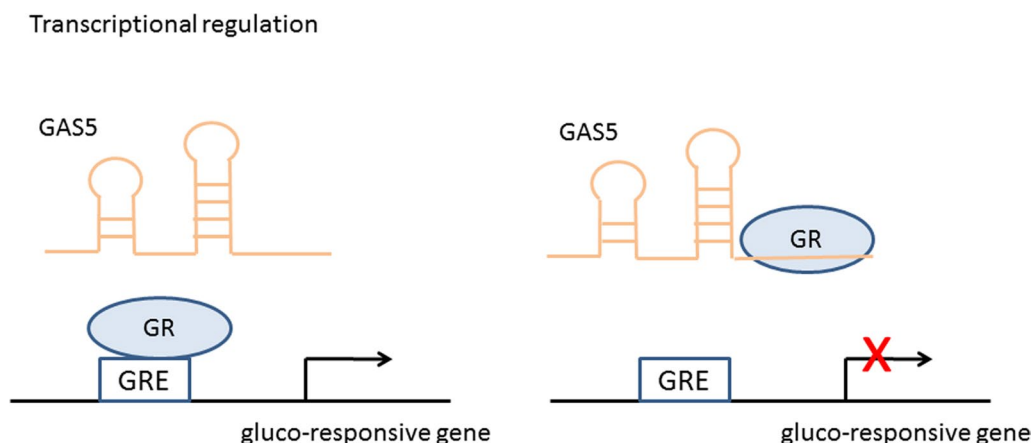 Transcriptional regulation
GAS5
GR
GRE
gluco-responsive gene
GAS5
GR
GRE
X
gluco-responsive gene